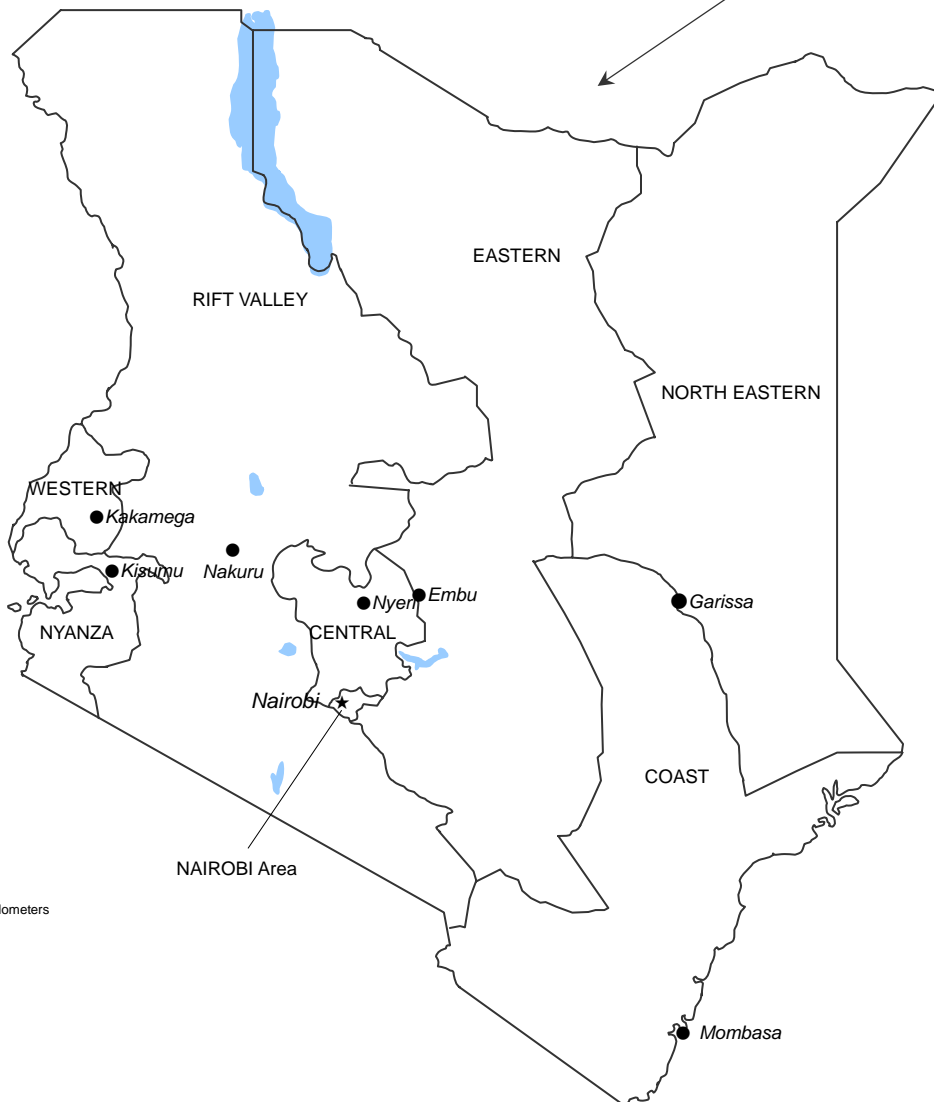 EASTERN
RIFT VALLEY
NORTH EASTERN
WESTERN
Kakamega
Nakuru
Kisumu
Embu
Nyeri
Garissa
NYANZA
CENTRAL
Nairobi
COAST
NAIROBI Area
lometers
Mombasa